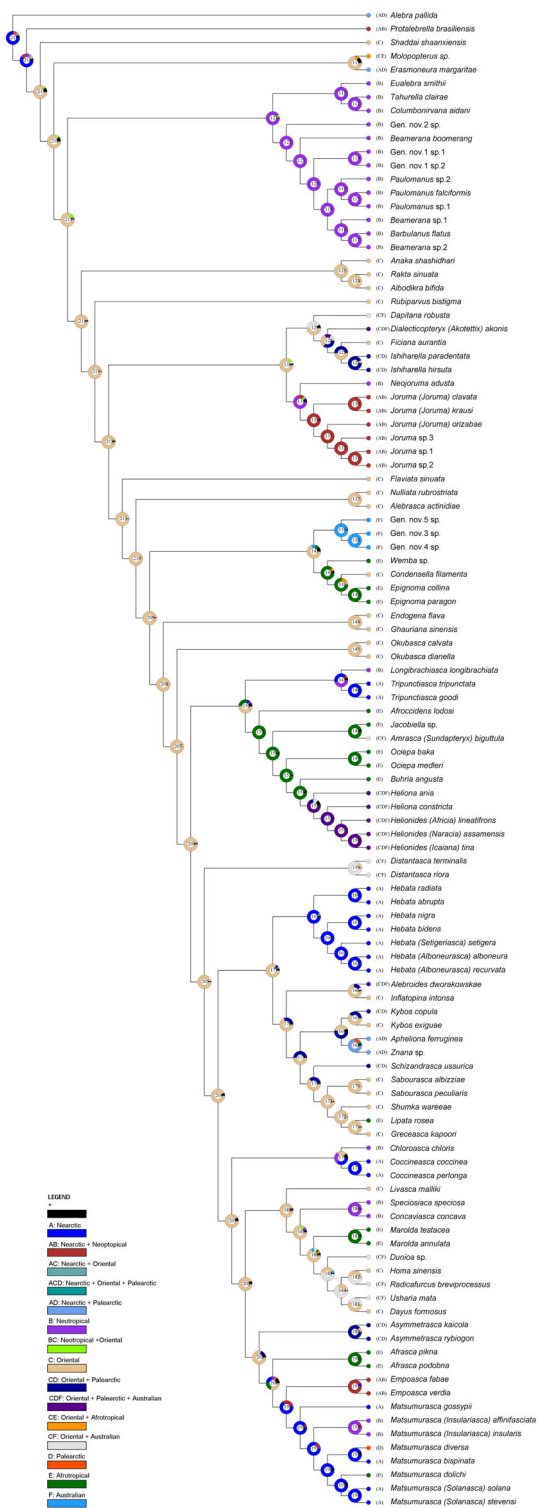 (AD) Alebra pallida
(AB) Protalebrella brasiliensis
(C) Shaddai shaanxiensis
(CE) Molopopterus sp.
(AD) Erasmoneura margaritae
(B) Eualebra smithii
(B) Tahurella clairae
(B) Columbonirvana aidani
(B) Gen. nov.2 sp.
(B) Beamerana boomerang
(B) Gen. nov.1 sp.1
(B) Gen. nov.1 sp.2
(B) Paulomanus sp.2
(B) Paulomanus falciformis
(B) Paulomanus sp.1
(B) Beamerana sp.1
(B) Barbulanus flatus
(B) Beamerana sp.2
(C) Anaka shashidhari
(C) Rakta sinuata
(C) Albodikra bifida
(C) Rubiparvus bistigma
(CF) Dapitana robusta
(CDF) Dialecticopteryx (Akotettix) akonis
(C) Ficiana aurantia
(CD) Ishiharella paradentata
(CD) Ishiharella hirsuta
(B) Neojoruma adusta
(AB) Joruma (Joruma) clavata
(AB) Joruma (Joruma) krausi
(AB) Joruma (Joruma) orizabae
(AB) Joruma sp.3
(AB) Joruma sp.1
(AB) Joruma sp.2
(C) Flaviata sinuata
(C) Nulliata rubrostriata
(C) Alebrasca actinidiae
(F) Gen. nov.5 sp.
(F) Gen. nov.3 sp.
(F) Gen. nov.4 sp.
(E) Wemba sp.
(C) Condensella filamenta
(E) Epignoma collina
(E) Epignoma paragon
(C) Endogena flava
(C) Ghauriana sinensis
(C) Okubasca calvata
(C) Okubasca dianella
(B) Longibrachiasca longibrachiata
(A) Tripunctiasca tripunctata
(A) Tripunctiasca goodi
(E) Afroccidens lodosi
(E) Jacobiella sp.
(CF) Amrasca (Sundapteryx) biguttula
(E) Ociepa baka
(E) Ociepa medleri
(E) Buhria angusta
(CDF) Heliona ania
(CDF) Heliona constricta
(CDF) Helionides (Africia) lineatifrons
(CDF) Helionides (Naracia) assamensis
(CDF) Helionides (Icaiana) tina
(CF) Distantasca terminalis
(CF) Distantasca riora
(A) Hebata radiata
(A) Hebata abrupta
(A) Hebata nigra
(A) Hebata bidens
(A) Hebata (Setigeriasca) setigera
(A) Hebata (Alboneurasca) alboneura
(A) Hebata (Alboneurasca) recurvata
(CDF) Alebroides dworakowskae
(C) Inflatopina intonsa
(CD) Kybos copula
(C) Kybos exiguae
(AD) Apheliona ferruginea
(AD) Znana sp.
(CD) Schizandrasca ussurica
(C) Sabourasca albizziae
(C) Sabourasca peculiaris
(C) Shumka wareeae
(E) Lipata rosea
(C) Greceasca kapoori
(B) Chloroasca chloris
(A) Coccineasca coccinea
(A) Coccineasca perlonga
(C) Livasca malliki
(B) Speciosiasca speciosa
(B) Concaviasca concava
(E) Marolda testacea
(E) Marolda annulata
(CF) Dunioa sp.
(C) Homa sinensis
(CF) Radicafurcus breviprocessus
(CF) Usharia mata
(C) Dayus formosus
(CD) Asymmetrasca kaicola
(CD) Asymmetrasca rybiogon
(E) Afrasca pikna
(E) Afrasca podobna
(AB) Empoasca fabae
(AB) Empoasca verdia
(A) Matsumurasca gossypii
(B) Matsumurasca (Insulariasca) affinifasciata
(B) Matsumurasca (Insulariasca) insularis
(D) Matsumurasca diversa
(A) Matsumurasca bispinata
(E) Matsumurasca dolichi
(A) Matsumurasca (Solanasca) solana
(A) Matsumurasca (Solanasca) stevensi
LEGEND
*
A: Nearctic
AB: Nearctic + Neoptopical
AC: Nearctic + Oriental
ACD: Nearctic + Oriental + Palearctic
AD: Nearctic + Palearctic
B: Neotropical
BC: Neotropical +Oriental
C: Oriental
CD: Oriental + Palearctic
CDF: Oriental + Palearctic + Australian
CE: Oriental + Afrotropical
CF: Oriental + Australian
D: Palearctic
E: Afrotropical
F: Australian